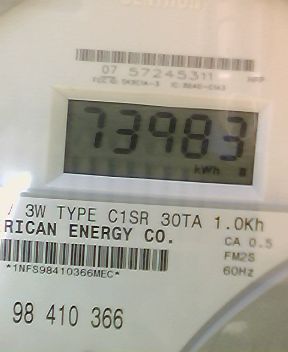 07 57245311
73983
kWh
3W TYPE C1SR 30TA 1.0Kh
RICAN ENERGY CO.
CA 0.5
FM2S
*1NFS98410366MEC*
60Hz
98 410 366